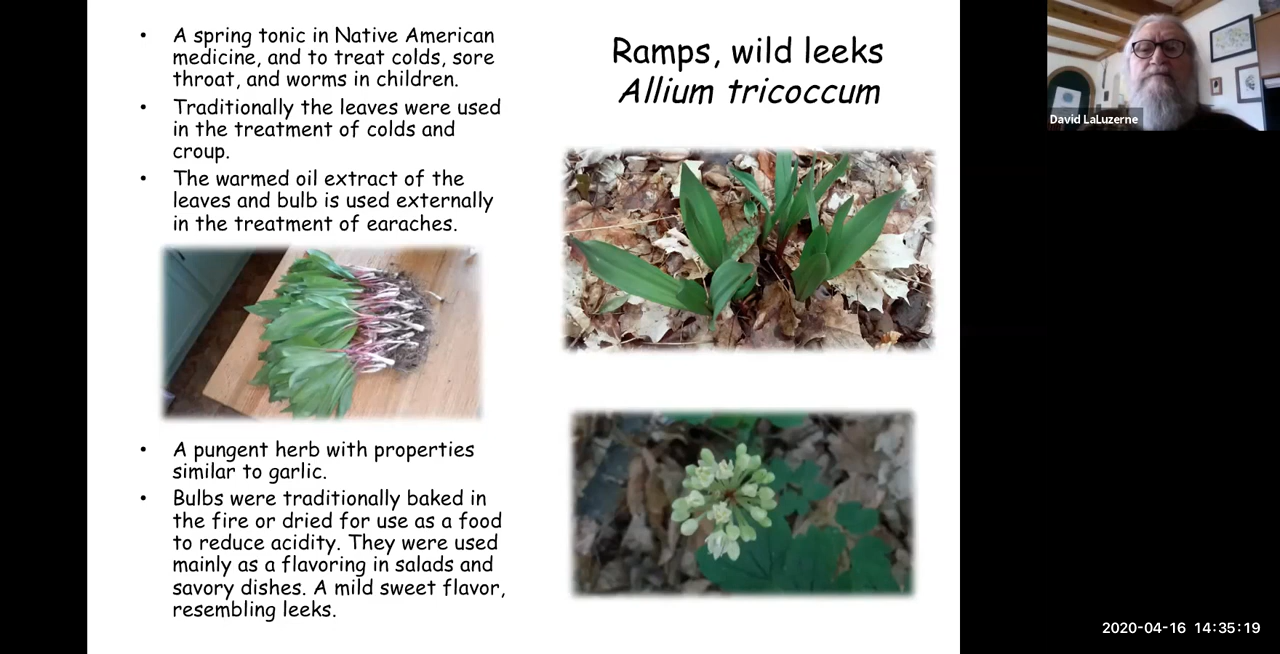 • A spring tonic in Native American
medicine, and to treat colds, sore
throat, and worms in children.
• Traditionally the leaves were used
in the treatment of colds and
croup.
• The warmed oil extract of the
leaves and bulb is used externally
in the treatment of earaches.
• A pungent herb with properties
similar to garlic.
• Bulbs were traditionally baked in
the fire or dried for use as a food
to reduce acidity. They were used
mainly as a flavoring in salads and
savory dishes. A mild sweet flavor,
resembling leeks.
Ramps, wild leeks
Allium tricoccum
David LaLuzerne
2020-04-16 14:35:19